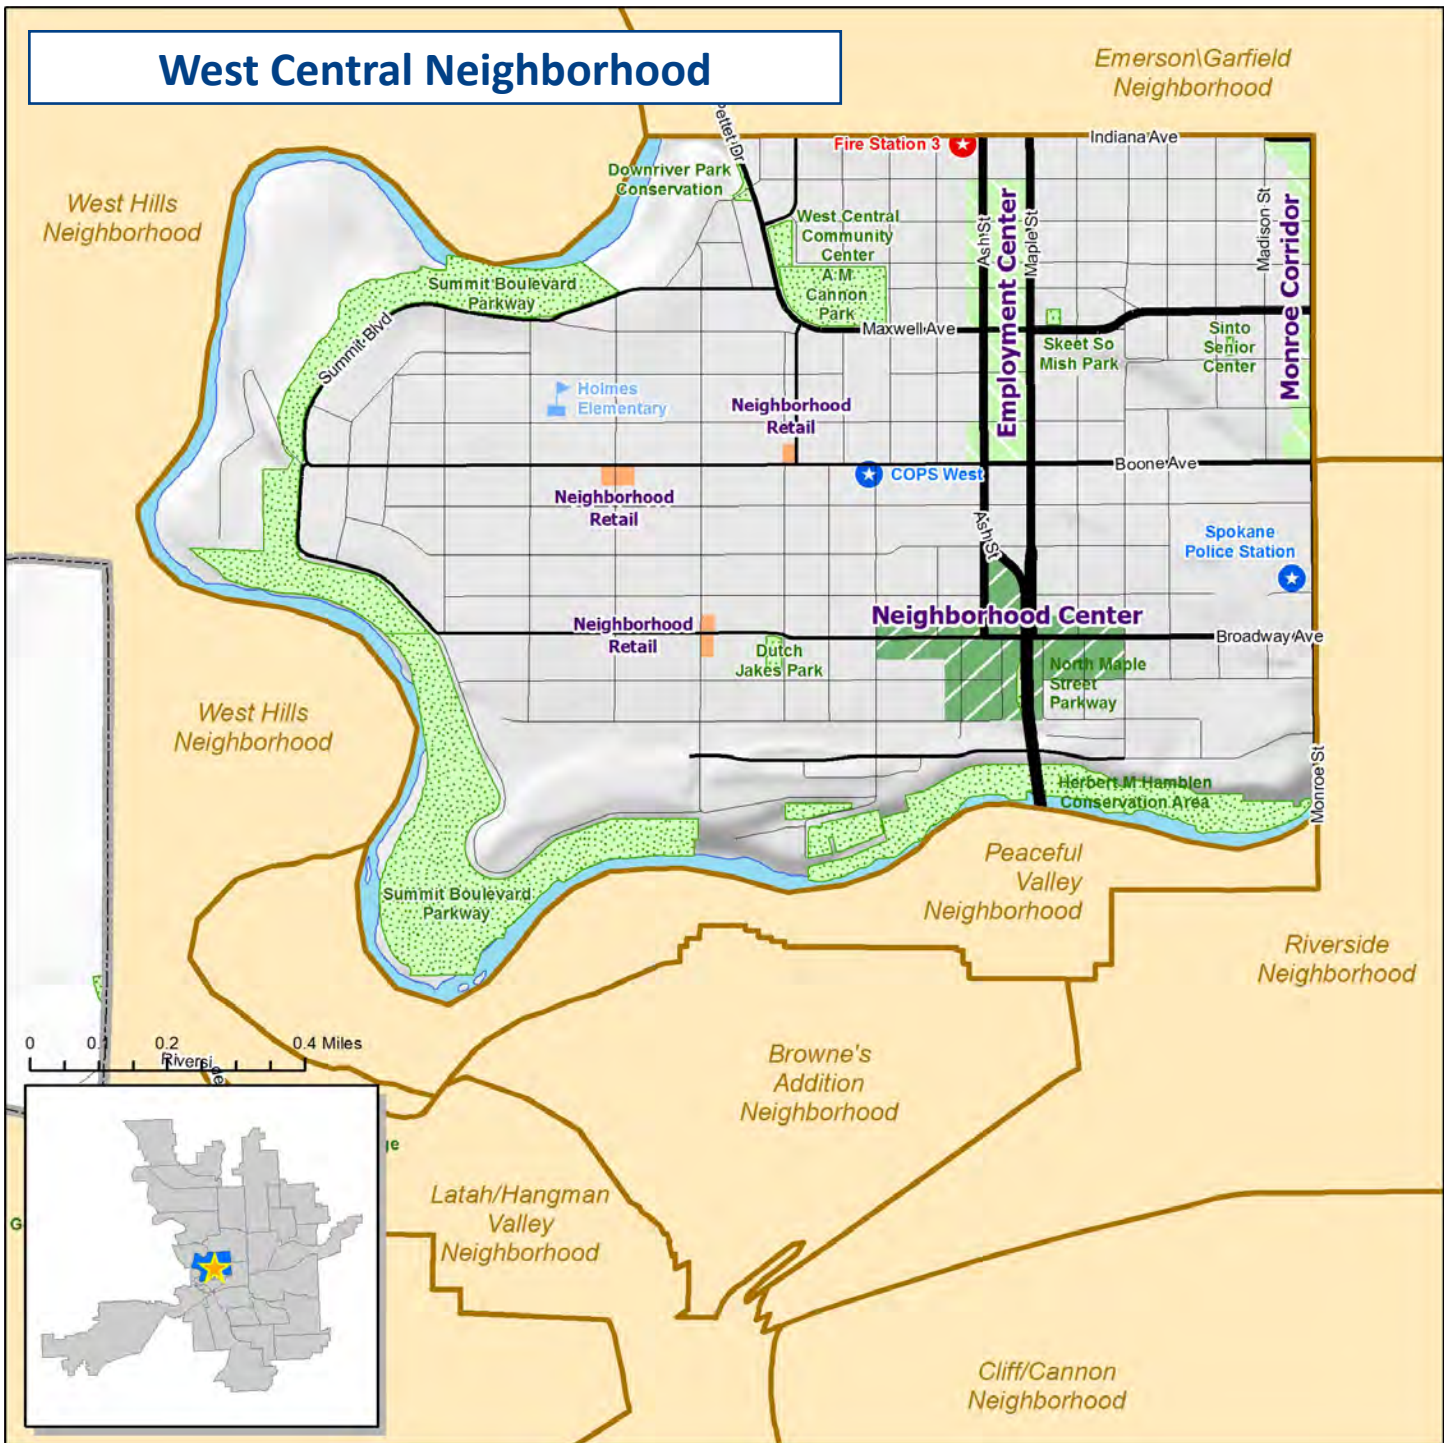 West Central Neighborhood
Emerson\Garfield
Neighborhood
Pettet Dr
Fire Station 3
Indiana Ave
Downriver Park
Conservation
West Hills
Neighborhood
West Central
Community
Center
A M
Cannon
Park
Ash St
Employment Center
Maple St
Madison St
Monroe Corridor
Summit Boulevard
Parkway
Summit Blvd
Maxwell Ave
Skeet So
Mish Park
Sinto
Senior
Center
Holmes
Elementary
Neighborhood
Retail
Boone Ave
COPS West
Neighborhood
Retail
Ash St
Spokane
Police Station
Neighborhood Center
Neighborhood
Retail
Broadway Ave
Dutch
Jakes Park
North Maple
Street
Parkway
West Hills
Neighborhood
Herbert M Hamblen
Conservation Area
Monroe St
Peaceful
Valley
Neighborhood
Summit Boulevard
Parkway
Riverside
Neighborhood
0 0.1 0.2 0.4 Miles
Riverside
Browne's
Addition
Neighborhood
ge
Latah/Hangman
Valley
Neighborhood
G
Cliff/Cannon
Neighborhood